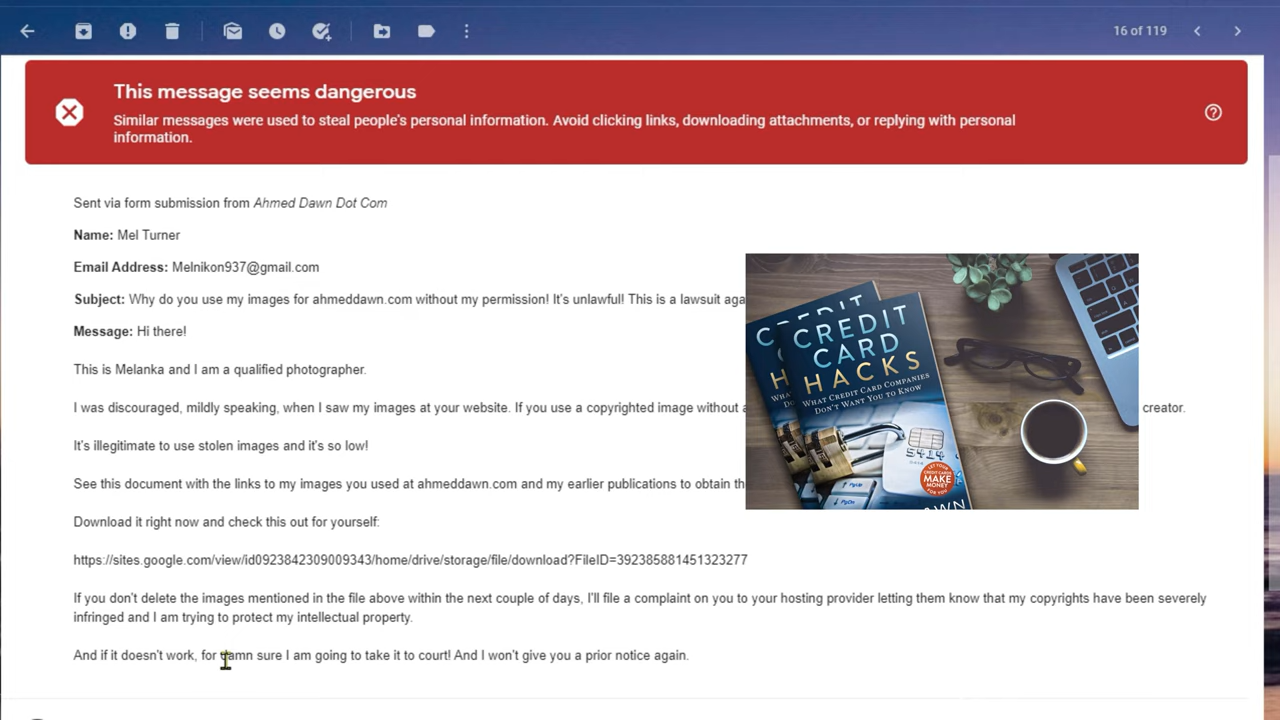 16 of 119
This message seems dangerous
Similar messages were used to steal people's personal information. Avoid clicking links, downloading attachments, or replying with personal
information.
Sent via form submission from Ahmed Dawn Dot Com
Name: Mel Turner
Email Address: Melnikon937@gmail.com
Subject: Why do you use my images for ahmeddawn.com without my permission! It's unlawful! This is a lawsuit aga
Message: Hi there!
This is Melanka and I am a qualified photographer.
I was discouraged, mildly speaking, when I saw my images at your website. If you use a copyrighted image without a creator.
It's illegitimate to use stolen images and it's so low!
See this document with the links to my images you used at ahmeddawn.com and my earlier publications to obtain th
Download it right now and check this out for yourself:
https://sites.google.com/view/id0923842309009343/home/drive/storage/file/download?FileID=392385881451323277
If you don't delete the images mentioned in the file above within the next couple of days, I'll file a complaint on you to your hosting provider letting them know that my copyrights have been severely
infringed and I am trying to protect my intellectual property.
And if it doesn't work, for damn sure I am going to take it to court! And I won't give you a prior notice again.
CREDIT
CARD
HACKS
WHAT CREDIT CARD COMPANIES
DON'T WANT YOU TO KNOW
5414
LET YOUR
CREDIT CARDS
MAKE
MONEY
FOR YOU